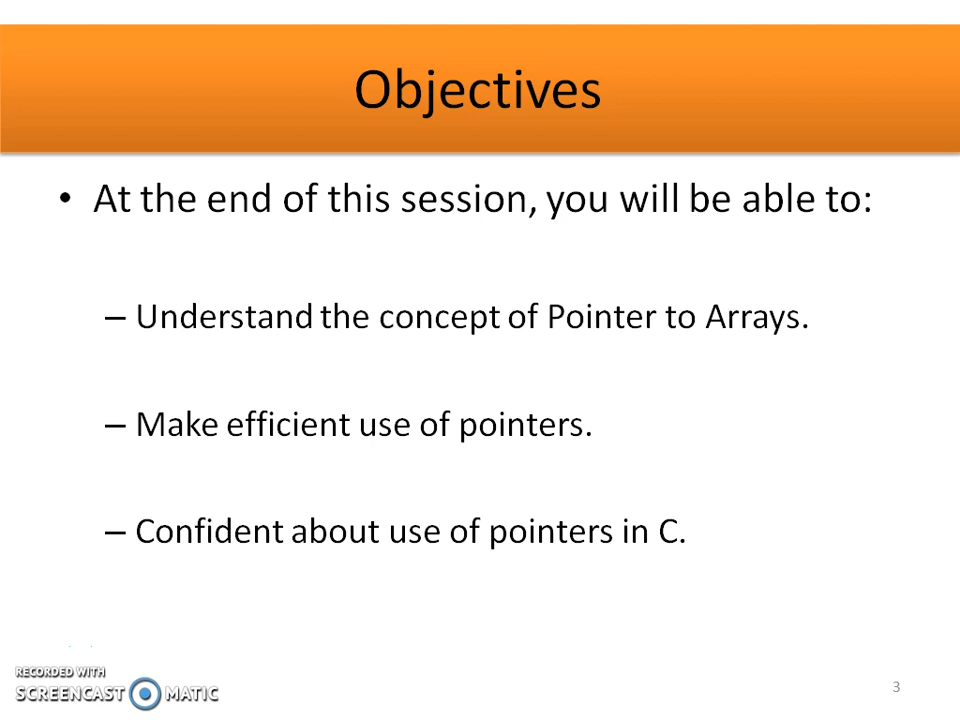 Objectives
• At the end of this session, you will be able to:
– Understand the concept of Pointer to Arrays.
– Make efficient use of pointers.
– Confident about use of pointers in C.
RECORDED WITH
SCREENCAST MATIC
3